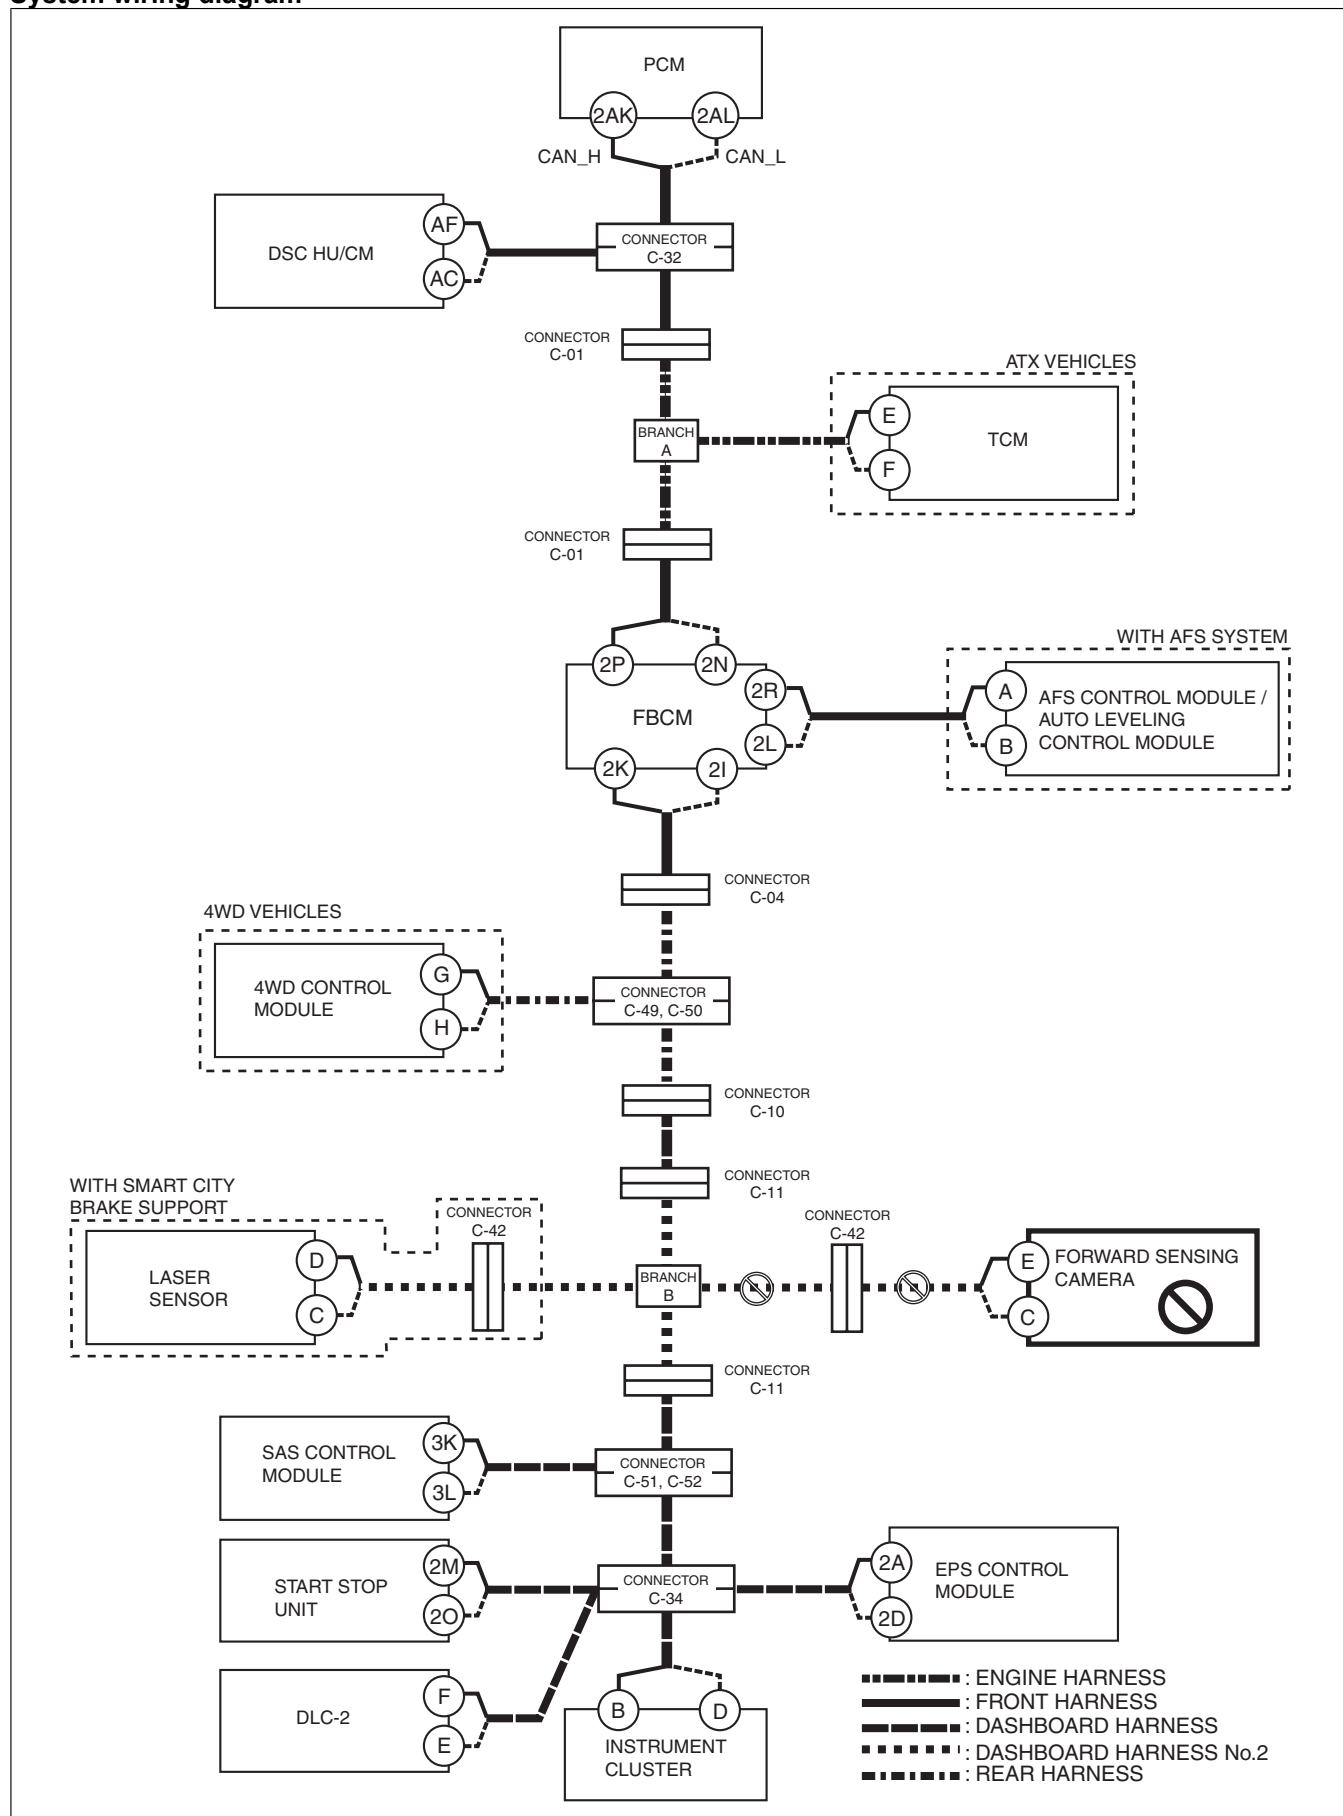 System wiring diagram
PCM
2AK
2AL
CAN_H
CAN_L
DSC HU/CM
AF
AC
CONNECTOR
C-32
CONNECTOR
C-01
ATX VEHICLES
BRANCH
A
E
F
TCM
CONNECTOR
C-01
WITH AFS SYSTEM
2P
2N
2R
2L
FBCM
2K
2I
A
B
AFS CONTROL MODULE /
AUTO LEVELING
CONTROL MODULE
CONNECTOR
C-04
4WD VEHICLES
4WD CONTROL
MODULE
G
H
CONNECTOR
C-49, C-50
CONNECTOR
C-10
CONNECTOR
C-11
WITH SMART CITY
BRAKE SUPPORT
CONNECTOR
C-42
LASER
SENSOR
D
C
BRANCH
B
CONNECTOR
C-42
E
C
FORWARD SENSING
CAMERA
CONNECTOR
C-11
SAS CONTROL
MODULE
3K
3L
CONNECTOR
C-51, C-52
START STOP
UNIT
2M
2O
CONNECTOR
C-34
2A
2D
EPS CONTROL
MODULE
DLC-2
F
E
B
D
INSTRUMENT
CLUSTER
: ENGINE HARNESS
: FRONT HARNESS
: DASHBOARD HARNESS
: DASHBOARD HARNESS No.2
: REAR HARNESS